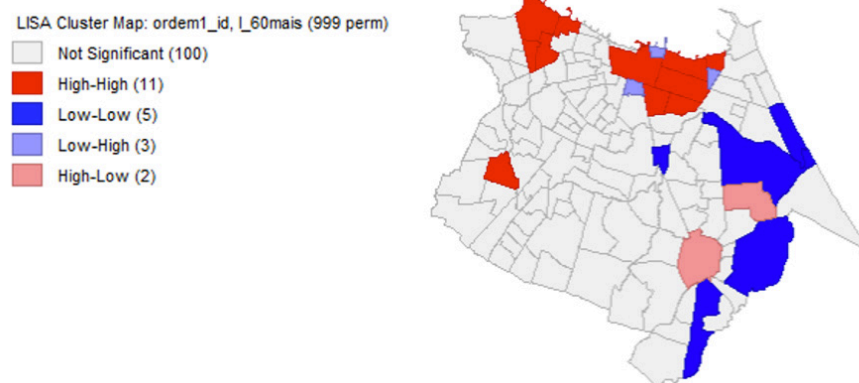 LISA Cluster Map: ordem1_id, I_60mais (999 perm)
Not Significant (100)
High-High (11)
Low-Low (5)
Low-High (3)
High-Low (2)